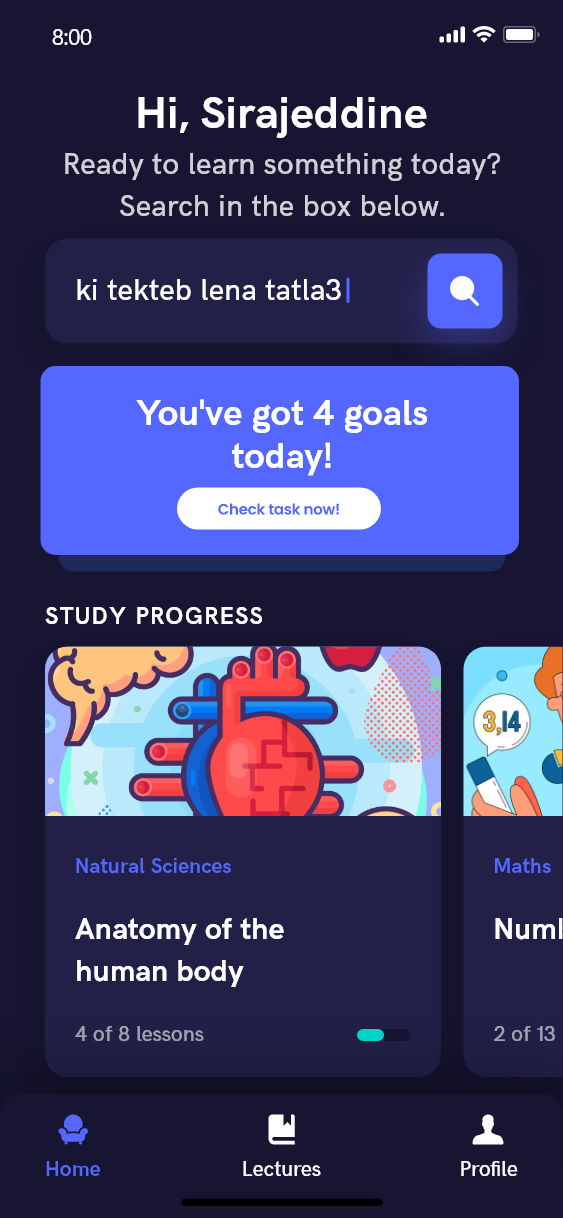 8:00
Hi, Sirajeddine
Ready to learn something today?
Search in the box below.
ki tekteb lena tatla3
You've got 4 goals
today!
Check task now!
STUDY PROGRESS
3,14
Natural Sciences
Maths
Anatomy of the
human body
Numb
4 of 8 lessons
2 of 13
Home
Lectures
Profile